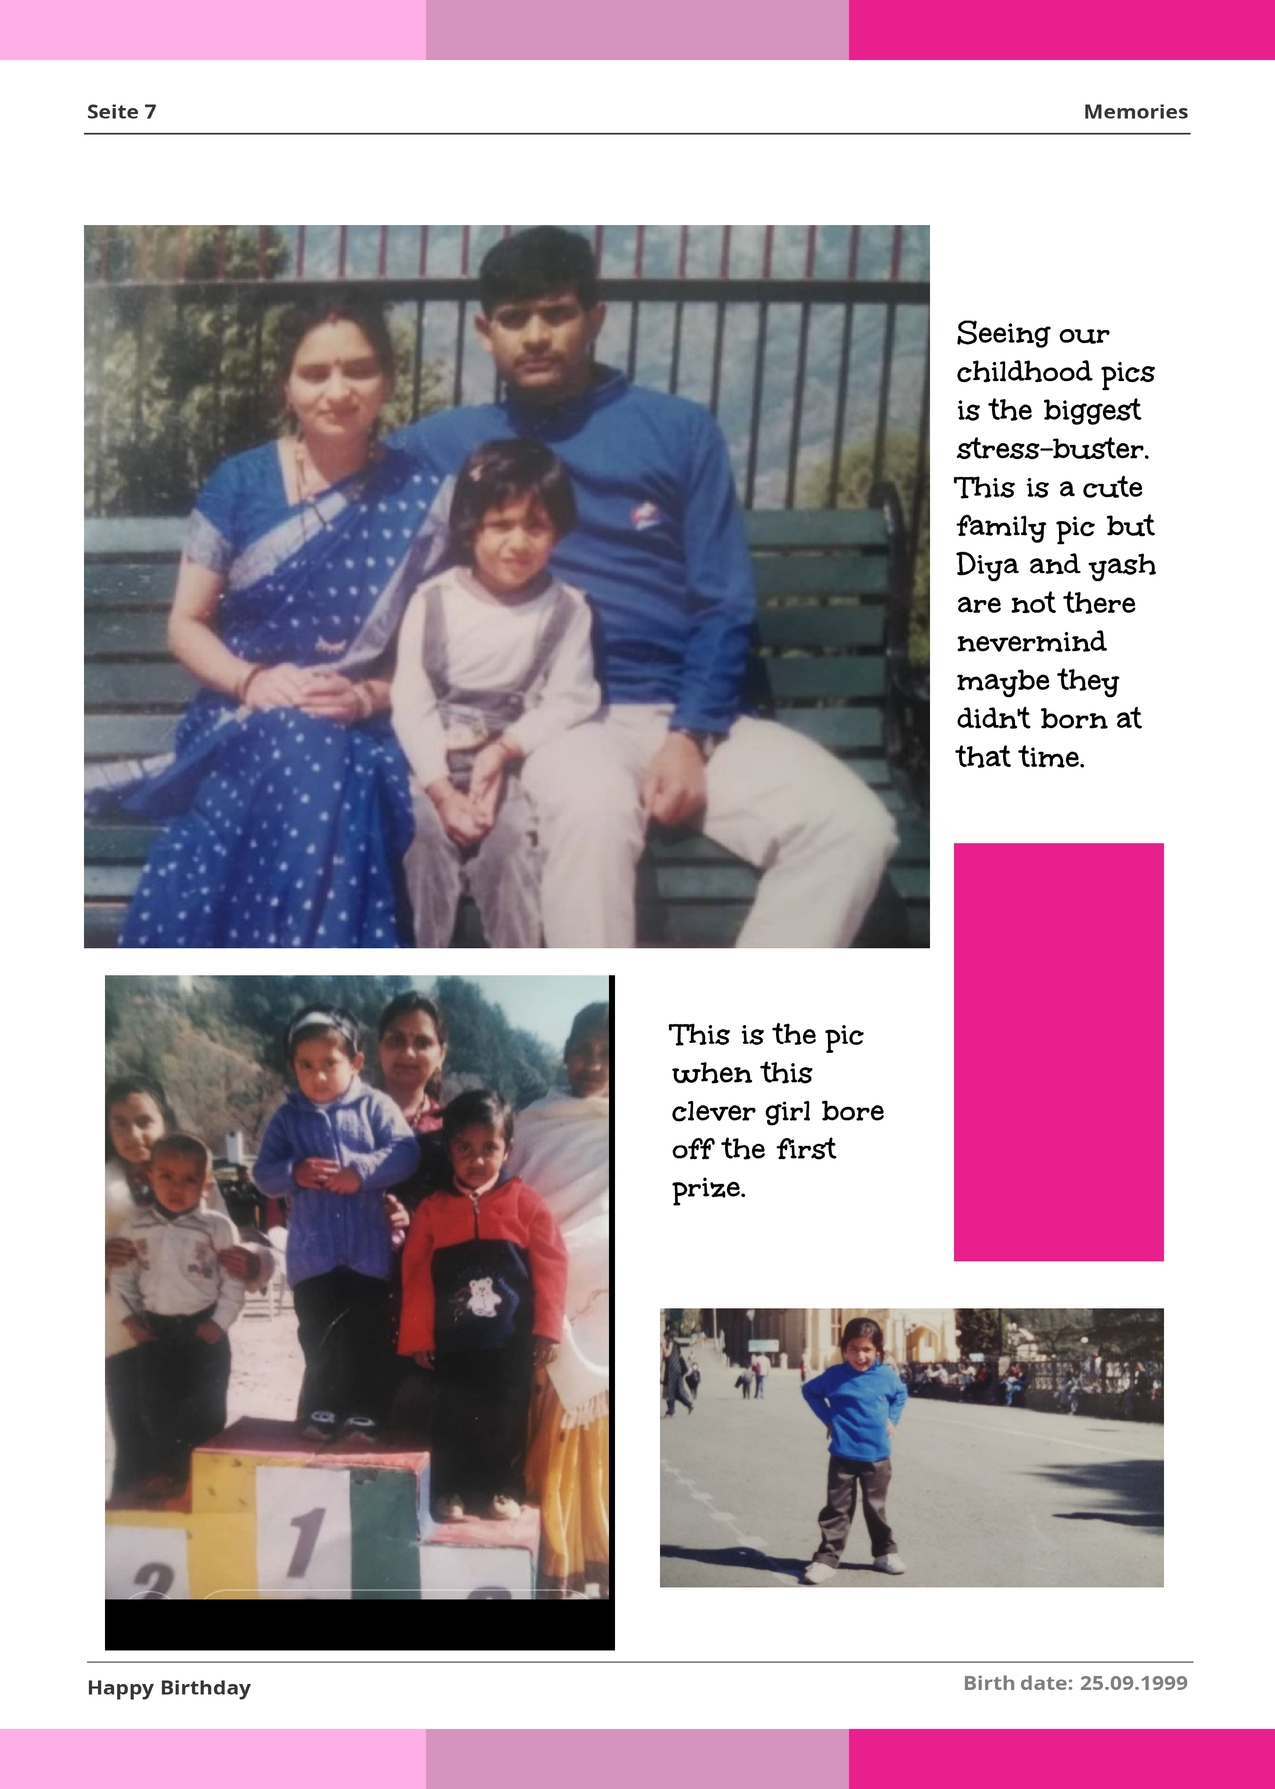 Seite 7
Memories
Seeing our
childhood pics
is the biggest
stress-buster.
This is a cute
family pic but
Diya and yash
are not there
nevermind
maybe they
didn't born at
that time.
This is the pic
when this
clever girl bore
off the first
prize.
1
2
Happy Birthday
Birth date: 25.09.1999